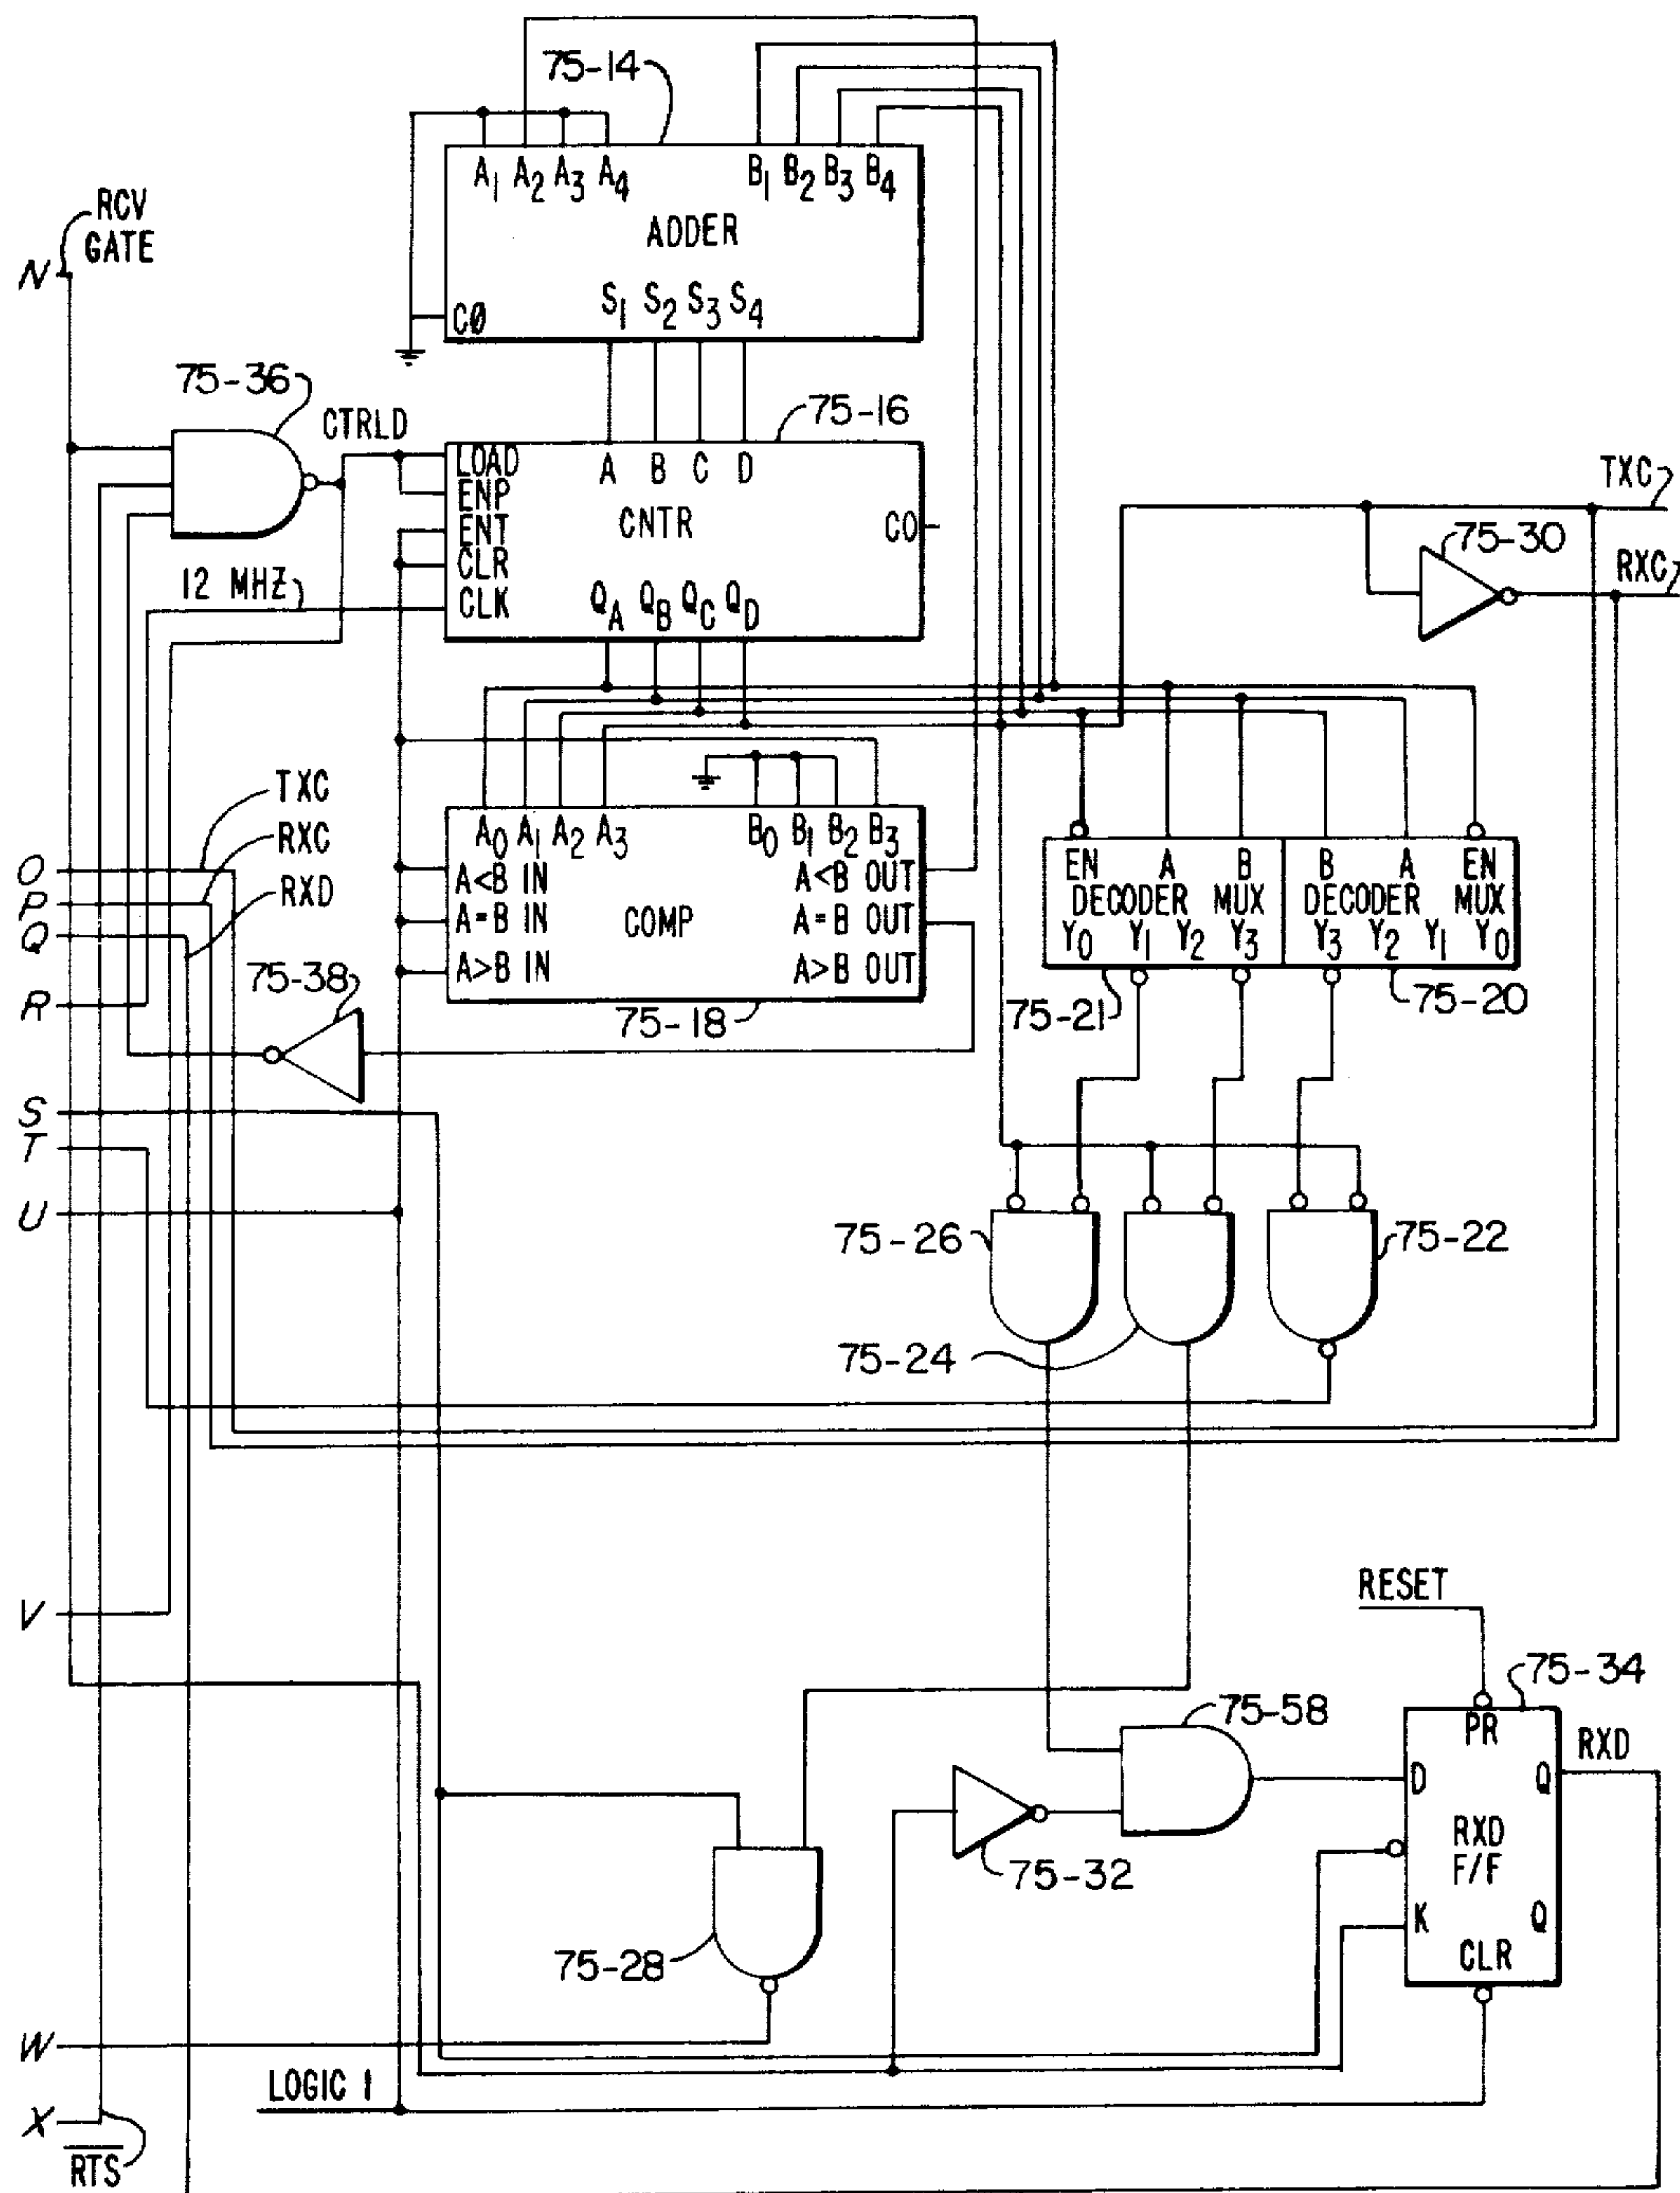 75-14
A1 A2 A3 A4 B1 B2 B3 B4
ADDER
S1 S2 S3 S4
CØ
RCV
GATE
N
75-36
CTRLD
75-16
LOAD
ENP
ENT
CLR
CLK
A B C D
CNTR
CO
QA QB QC QD
12 MHZ
TXC
75-30
RXC
TXC
RXC
RXD
O
P
Q
R
75-38
A0 A1 A2 A3 B0 B1 B2 B3
A<B IN A<B OUT
A=B IN COMP A=B OUT
A>B IN A>B OUT
75-18
EN A B B A EN
DECODER MUX DECODER MUX
Y0 Y1 Y2 Y3 Y3 Y2 Y1 Y0
75-21
75-20
S
T
U
75-26
75-22
75-24
V
RESET
75-34
75-58
PR
RXD
D Q
RXD
F/F
75-32
K Q
CLR
75-28
W
LOGIC 1
X
RTS